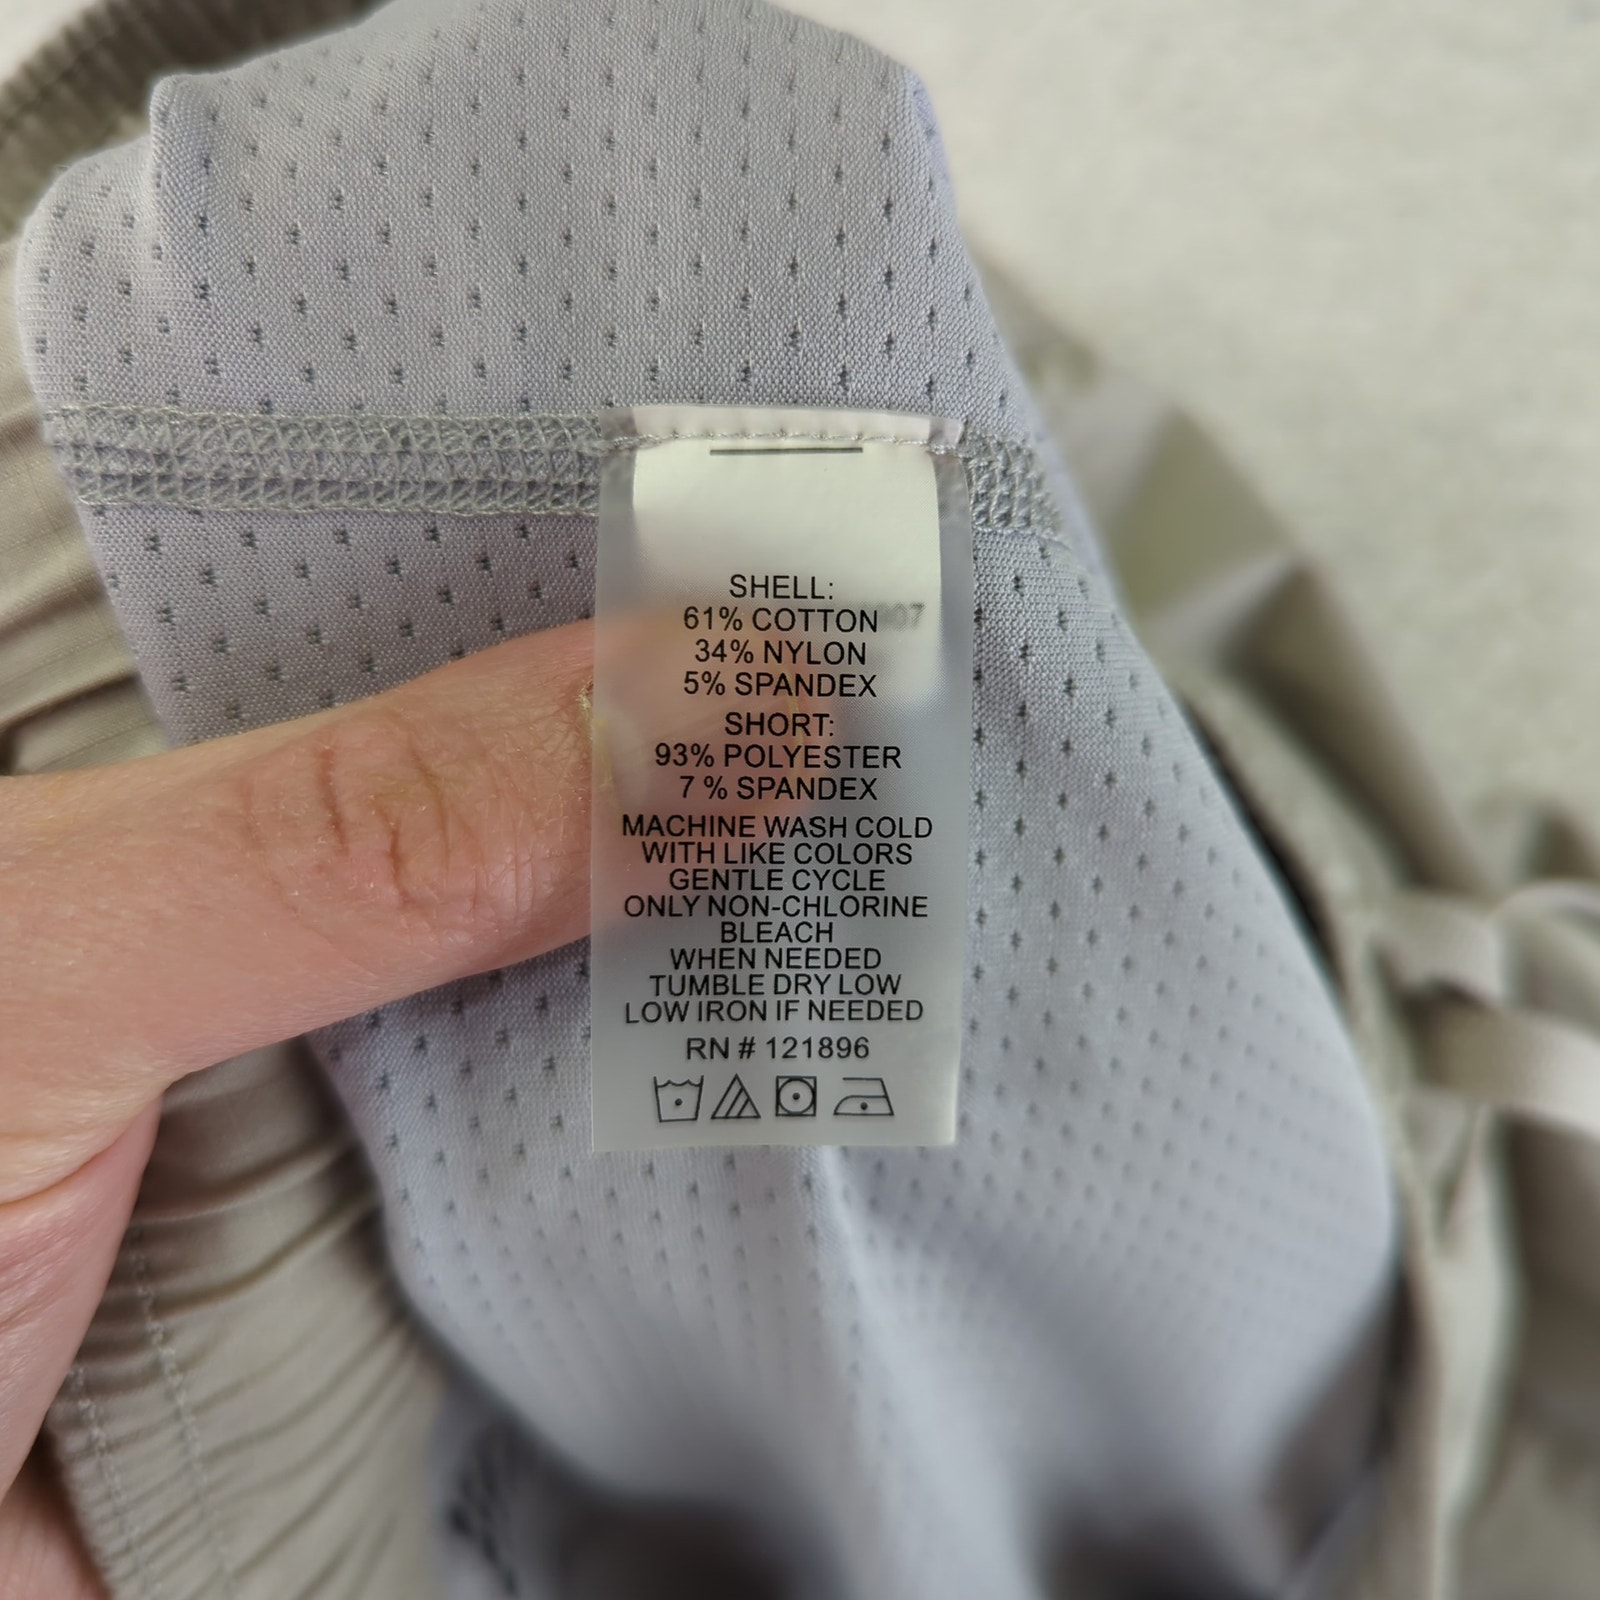 SHELL:
61% COTTON
34% NYLON
5% SPANDEX
SHORT:
93% POLYESTER
7 % SPANDEX
MACHINE WASH COLD
WITH LIKE COLORS
GENTLE CYCLE
ONLY NON-CHLORINE
BLEACH
WHEN NEEDED
TUMBLE DRY LOW
LOW IRON IF NEEDED
RN # 121896